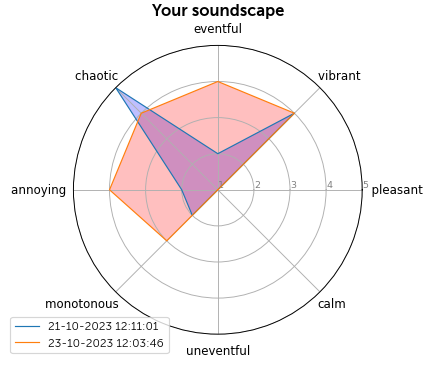 Your soundscape
eventful
chaotic
vibrant
annoying
1
2
3
4
5
pleasant
monotonous
calm
21-10-2023 12:11:01
23-10-2023 12:03:46
uneventful